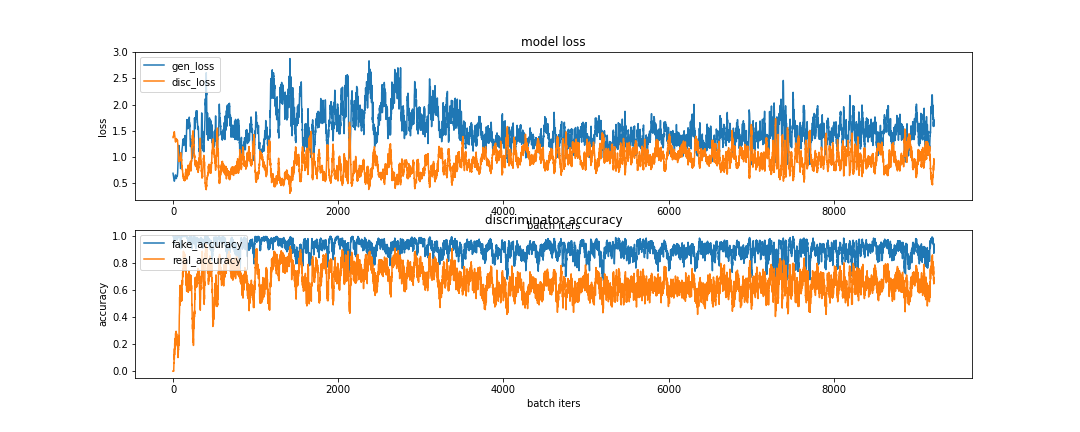 model loss
3.0
2.5
2.0
1.5
1.0
0.5
loss
gen_loss
disc_loss
0 2000 4000 6000 8000
batch iters
discriminator accuracy
1.0
0.8
0.6
0.4
0.2
0.0
accuracy
fake_accuracy
real_accuracy
0 2000 4000 6000 8000
batch iters